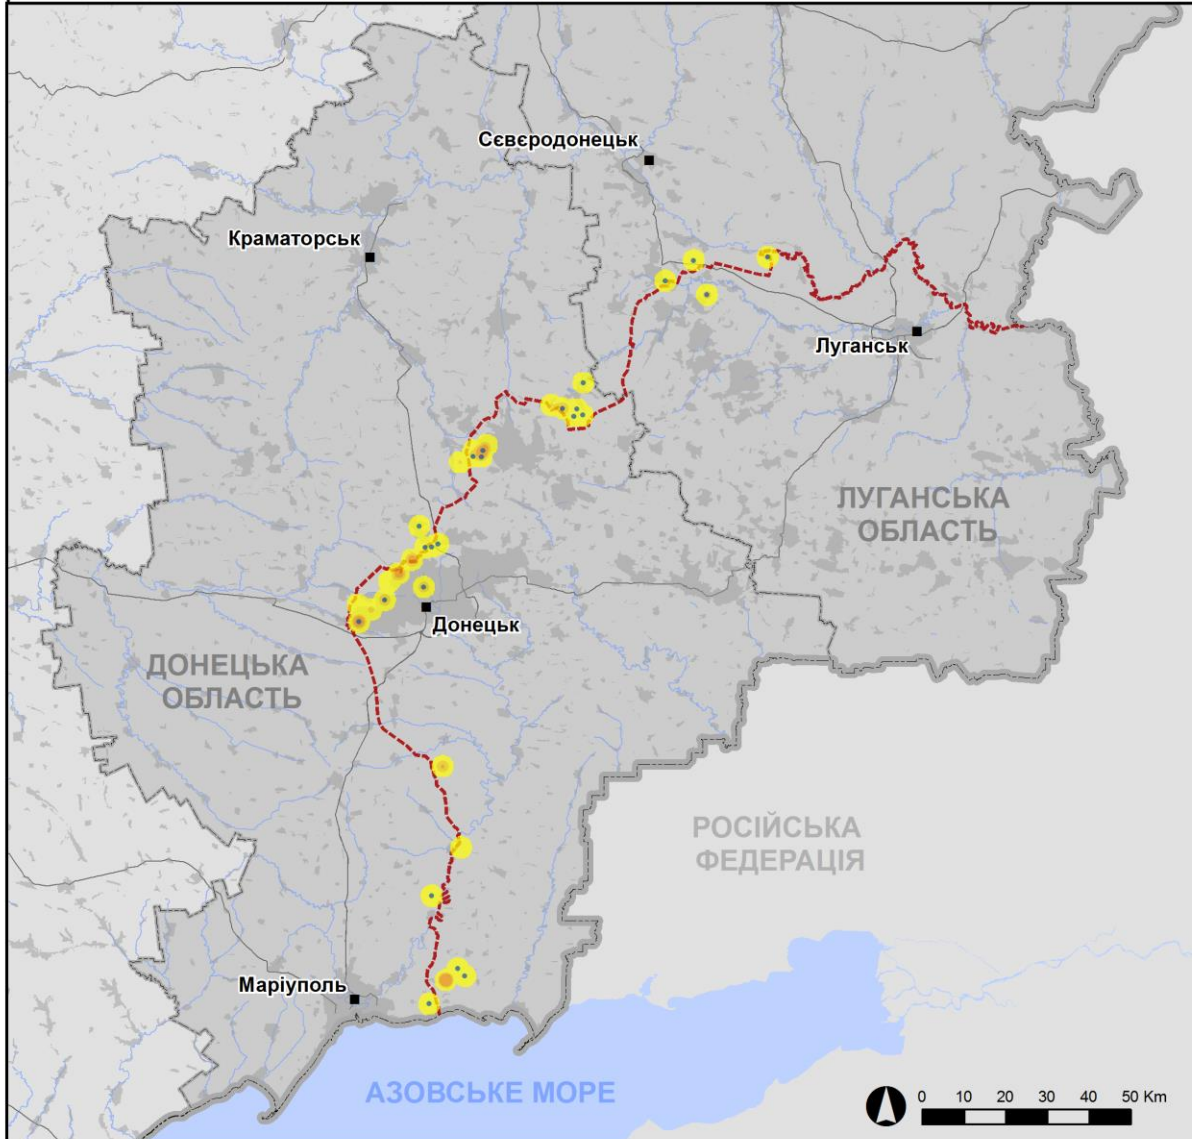 Сєвєродонецьк
Краматорськ
Луганськ
ЛУГАНСЬКА
ОБЛАСТЬ
Донецьк
ДОНЕЦЬКА
ОБЛАСТЬ
РОСІЙСЬКА
ФЕДЕРАЦІЯ
Маріуполь
АЗОВСЬКЕ МОРЕ
0 10 20 30 40 50 Km